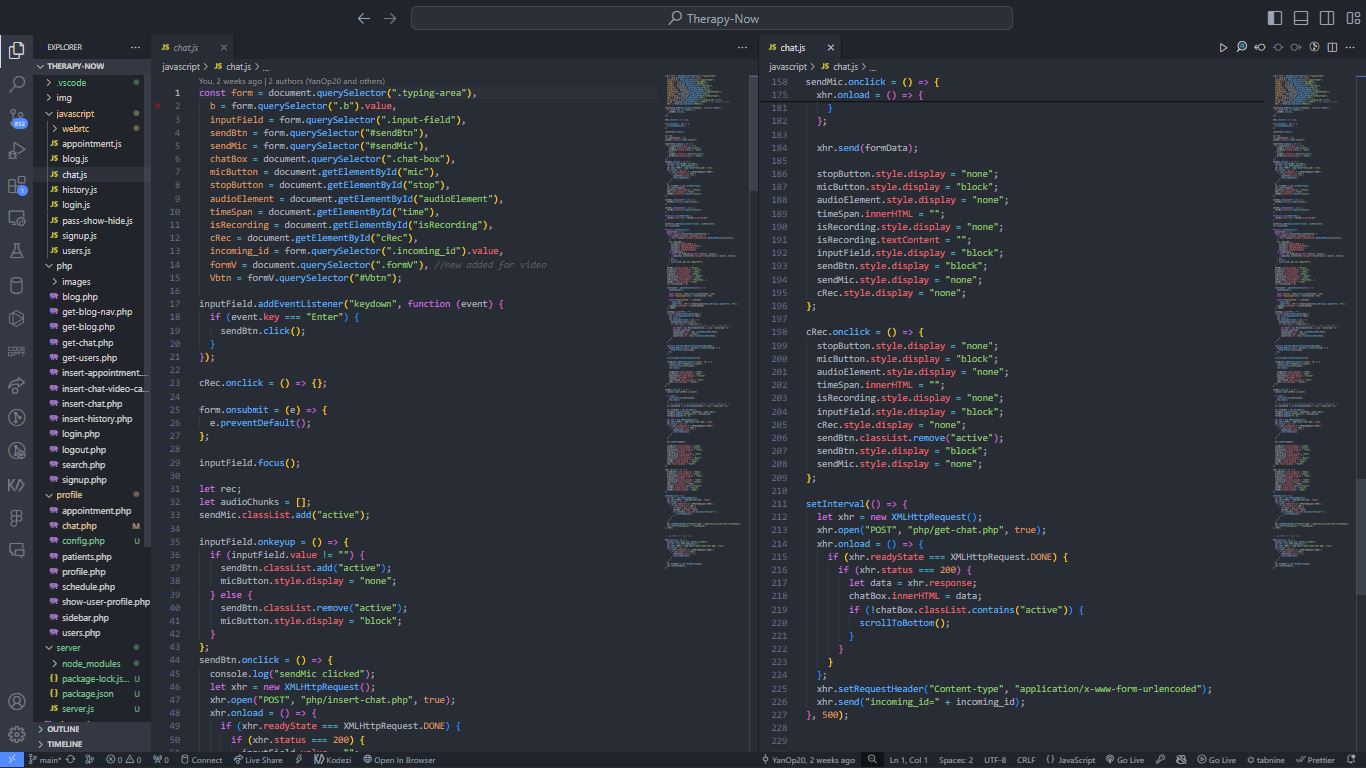 Therapy-Now
EXPLORER
THERAPY-NOW
.vscode
img
javascript
webrtc
appointment.js
blog.js
chat.js
history.js
login.js
pass-show-hide.js
signup.js
users.js
php
images
blog.php
get-blog-nav.php
get-blog.php
get-chat.php
get-users.php
insert-appointment....
insert-chat-video-ca...
insert-chat.php
insert-history.php
login.php
logout.php
search.php
signup.php
profile
appointment.php
chat.php M
config.php U
patients.php
profile.php
schedule.php
show-user-profile.php
sidebar.php
users.php
server
node_modules
package-lock.js... U
package.json U
server.js U
OUTLINE
TIMELINE
852
1
JS chat.js
javascript > JS chat.js > ...
You, 2 weeks ago | 2 authors (YanOp20 and others)
1 const form = document.querySelector(".typing-area"),
2 b = form.querySelector(".b").value,
3 inputField = form.querySelector(".input-field"),
4 sendBtn = form.querySelector("#sendBtn"),
5 sendMic = form.querySelector("#sendMic"),
6 chatBox = document.querySelector(".chat-box"),
7 micButton = document.getElementById("mic"),
8 stopButton = document.getElementById("stop"),
9 audioElement = document.getElementById("audioElement"),
10 timeSpan = document.getElementById("time"),
11 isRecording = document.getElementById("isRecording"),
12 cRec = document.getElementById("cRec"),
13 incoming_id = form.querySelector(".incoming_id").value,
14 formV = document.querySelector(".formV"), //new added for video
15 Vbtn = formV.querySelector("#Vbtn");
16
17 inputField.addEventListener("keydown", function (event) {
18 if (event.key === "Enter") {
19 sendBtn.click();
20 }
21 });
22
23 cRec.onclick = () => {};
24
25 form.onsubmit = (e) => {
26 e.preventDefault();
27 };
28
29 inputField.focus();
30
31 let rec;
32 let audioChunks = [];
33 sendMic.classList.add("active");
34
35 inputField.onkeyup = () => {
36 if (inputField.value != "") {
37 sendBtn.classList.add("active");
38 micButton.style.display = "none";
39 } else {
40 sendBtn.classList.remove("active");
41 micButton.style.display = "block";
42 }
43 };
44 sendBtn.onclick = () => {
45 console.log("sendMic clicked");
46 let xhr = new XMLHttpRequest();
47 xhr.open("POST", "php/insert-chat.php", true);
48 xhr.onload = () => {
49 if (xhr.readyState === XMLHttpRequest.DONE) {
50 if (xhr.status === 200) {
inputField.value = "";
JS chat.js
javascript > JS chat.js > ...
158 sendMic.onclick = () => {
175 xhr.onload = () => {
181 }
182 };
183
184 xhr.send(formData);
185
186 stopButton.style.display = "none";
187 micButton.style.display = "block";
188 audioElement.style.display = "none";
189 timeSpan.innerHTML = "";
190 isRecording.style.display = "none";
191 isRecording.textContent = "";
192 inputField.style.display = "block";
193 sendBtn.style.display = "block";
194 sendMic.style.display = "none";
195 cRec.style.display = "none";
196 };
197
198 cRec.onclick = () => {
199 stopButton.style.display = "none";
200 micButton.style.display = "block";
201 audioElement.style.display = "none";
202 timeSpan.innerHTML = "";
203 isRecording.style.display = "none";
204 inputField.style.display = "block";
205 cRec.style.display = "none";
206 sendBtn.classList.remove("active");
207 sendBtn.style.display = "block";
208 sendMic.style.display = "none";
209 };
210
211 setInterval(() => {
212 let xhr = new XMLHttpRequest();
213 xhr.open("POST", "php/get-chat.php", true);
214 xhr.onload = () => {
215 if (xhr.readyState === XMLHttpRequest.DONE) {
216 if (xhr.status === 200) {
217 let data = xhr.response;
218 chatBox.innerHTML = data;
219 if (!chatBox.classList.contains("active")) {
220 scrollToBottom();
221 }
222 }
223 }
224 };
225 xhr.setRequestHeader("Content-type", "application/x-www-form-urlencoded");
226 xhr.send("incoming_id=" + incoming_id);
227 }, 500);
228
229
main* 0 0 0 Connect Live Share Kodezi Open In Browser YanOp20, 2 weeks ago Ln 1, Col 1 Spaces: 2 UTF-8 CRLF {} JavaScript Go Live Go Live tabnine Prettier